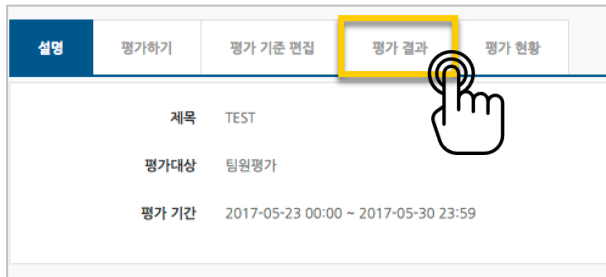 설명 평가하기 평가 기준 편집 평가 결과 평가 현황
제목 TEST
평가대상 팀원평가
평가 기간 2017-05-23 00:00 ~ 2017-05-30 23:59